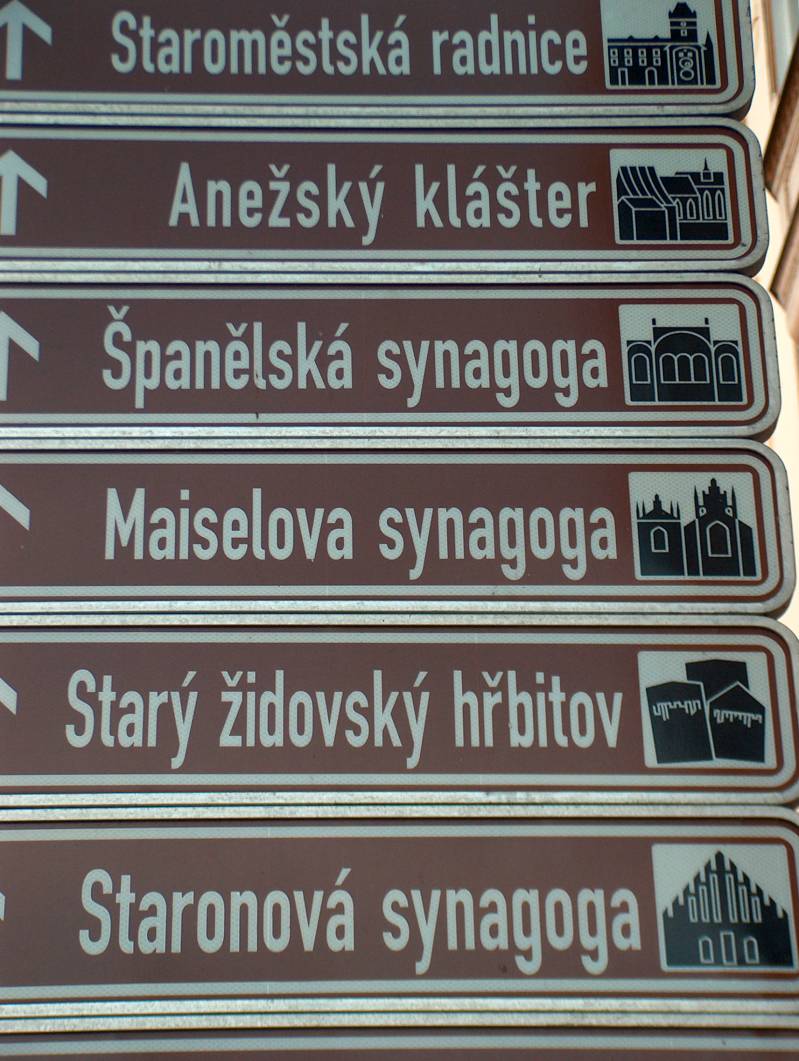 Staroměstská radnice
Anežský klášter
Španělská synagoga
Maiselova synagoga
Starý židovský hřbitov
Staronová synagoga